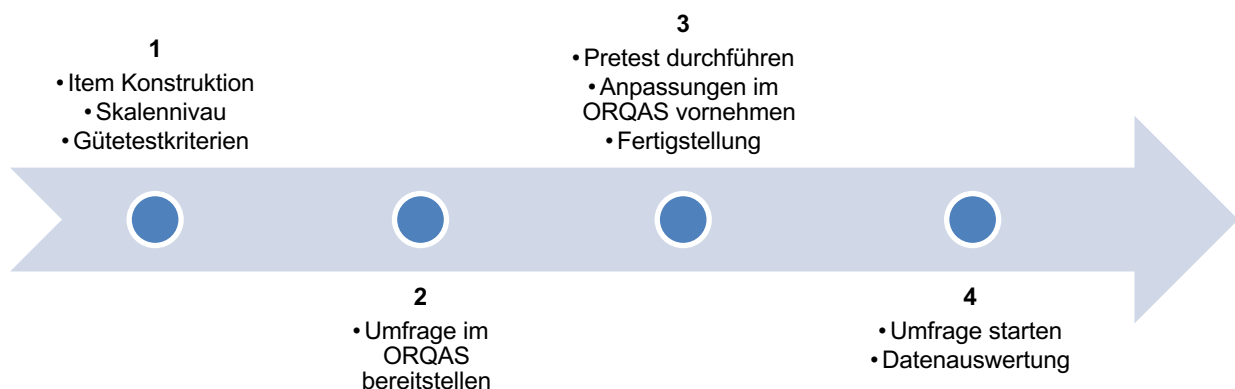 1
• Item Konstruktion
• Skalennivau
• Gütetestkriterien
2
• Umfrage im
ORQAS
bereitstellen
3
• Pretest durchführen
• Anpassungen im
ORQAS vornehmen
• Fertigstellung
4
• Umfrage starten
• Datenauswertung